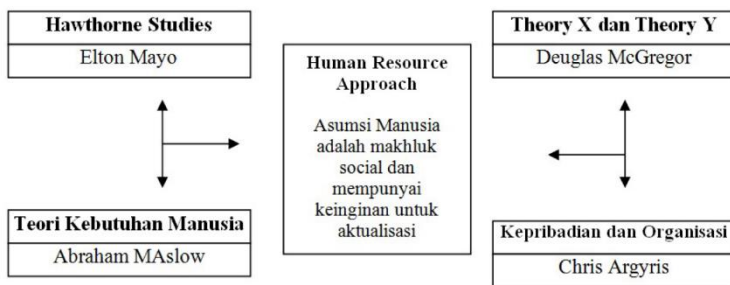 Hawthorne Studies
Elton Mayo
Teori Kebutuhan Manusia
Abraham MAslow
Human Resource
Approach
Asumsi Manusia
adalah makhluk
social dan
mempunyai
keinginan untuk
aktualisasi
Theory X dan Theory Y
Deuglas McGregor
Kepribadian dan Organisasi
Chris Argyris